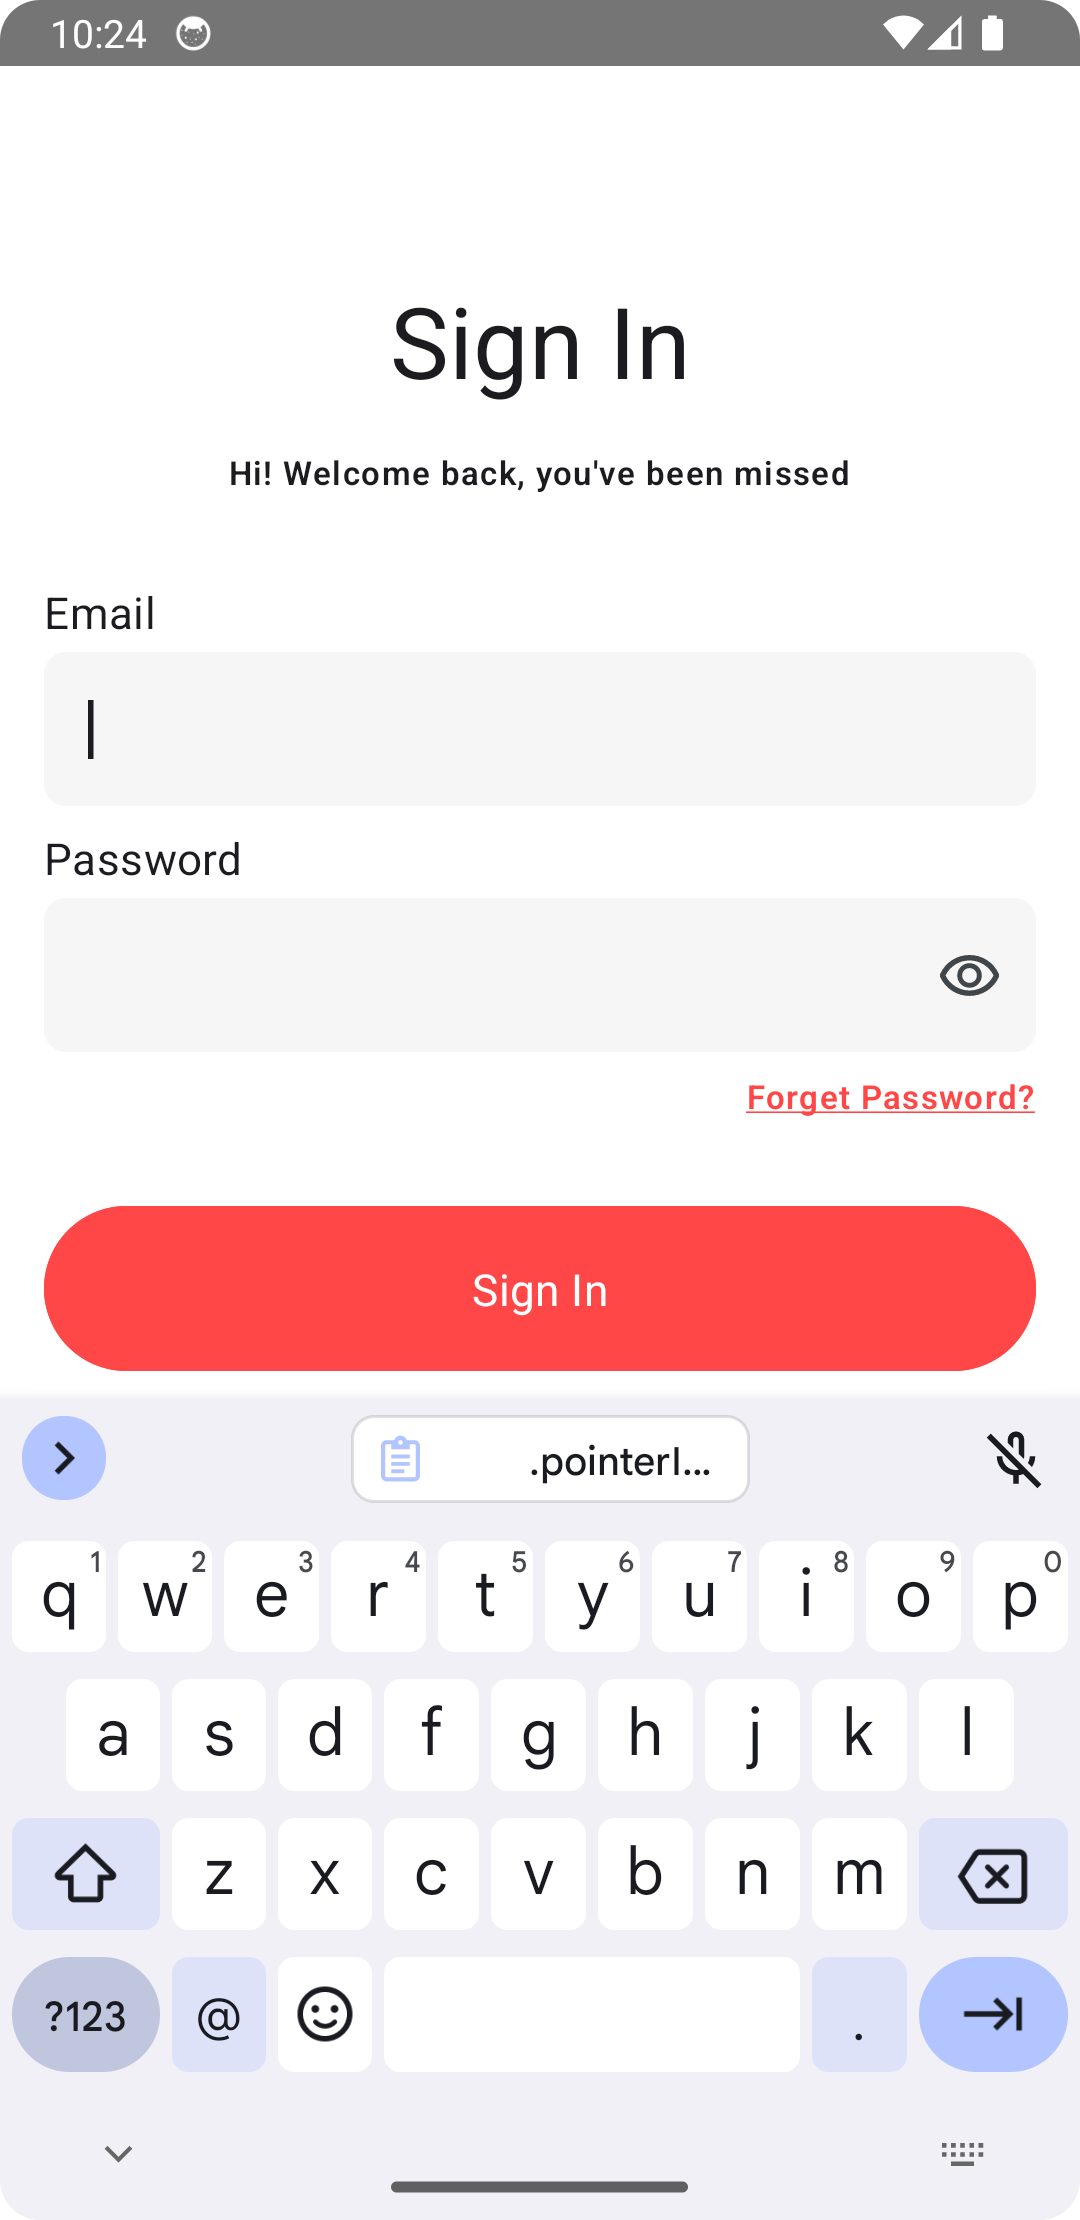 10:24
Sign In
Hi! Welcome back, you've been missed
Email
Password
Forget Password?
Sign In
.pointerI...
q 1 w 2 e 3 r 4 t 5 y 6 u 7 i 8 o 9 p 0
a s d f g h j k l
z x c v b n m
?123 @ .